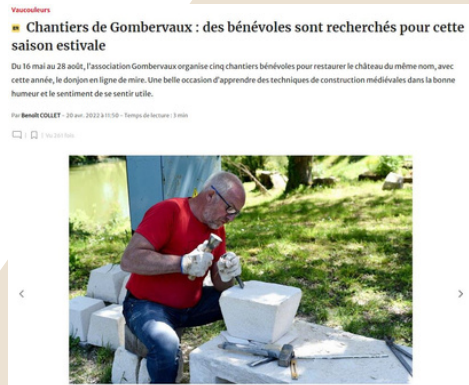 Vaucouleurs
Chantiers de Gombervaux : des bénévoles sont recherchés pour cette
saison estivale
Du 16 mai au 28 août, l'association Gombervaux organise cinq chantiers bénévoles pour restaurer le château du même nom, avec
cette année, le donjon en ligne de mire. Une belle occasion d'apprendre des techniques de construction médiévales dans la bonne
humeur et le sentiment de se sentir utile.
Par Benoît COLLET - 20 avr. 2022 à 11:50 - Temps de lecture : 3 min